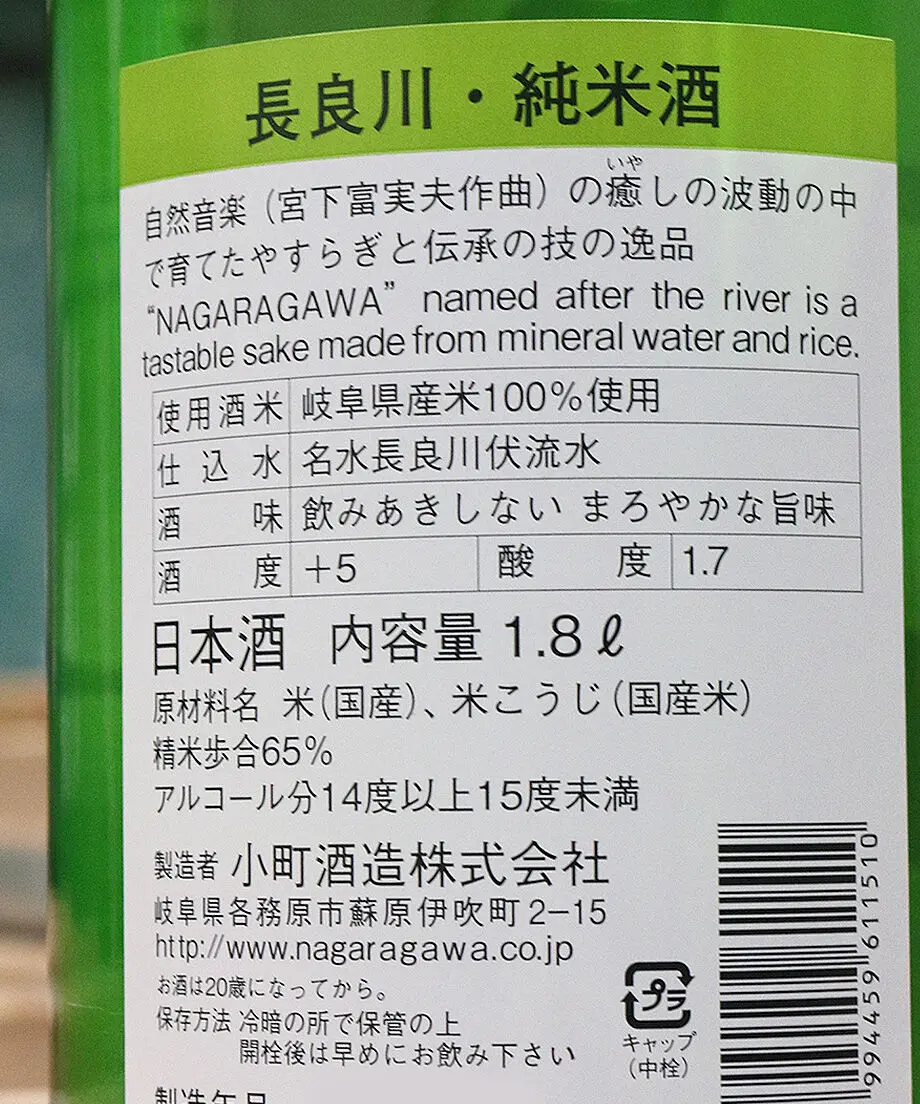 長良川・純米酒
いや
自然音楽(宮下富実夫作曲)の癒しの波動の中
で育てたやすらぎと伝承の技の逸品
“NAGARAGAWA” named after the river is a
tastable sake made from mineral water and rice.
使用酒米 岐阜県産米100%使用
仕込水 名水長良川伏流水
酒味 飲みあきしない まろやかな旨味
酒度 +5 酸度 1.7
日本酒 内容量 1.8ℓ
原材料名 米(国産)、米こうじ(国産米)
精米歩合65%
アルコール分14度以上15度未満
製造者 小町酒造株式会社
岐阜県各務原市蘇原伊吹町2-15
http://www.nagaragawa.co.jp
お酒は20歳になってから。
保存方法 冷暗の所で保管の上
開栓後は早めにお飲み下さい
プラ
キャップ
(中栓)
994459 611510
製造年月